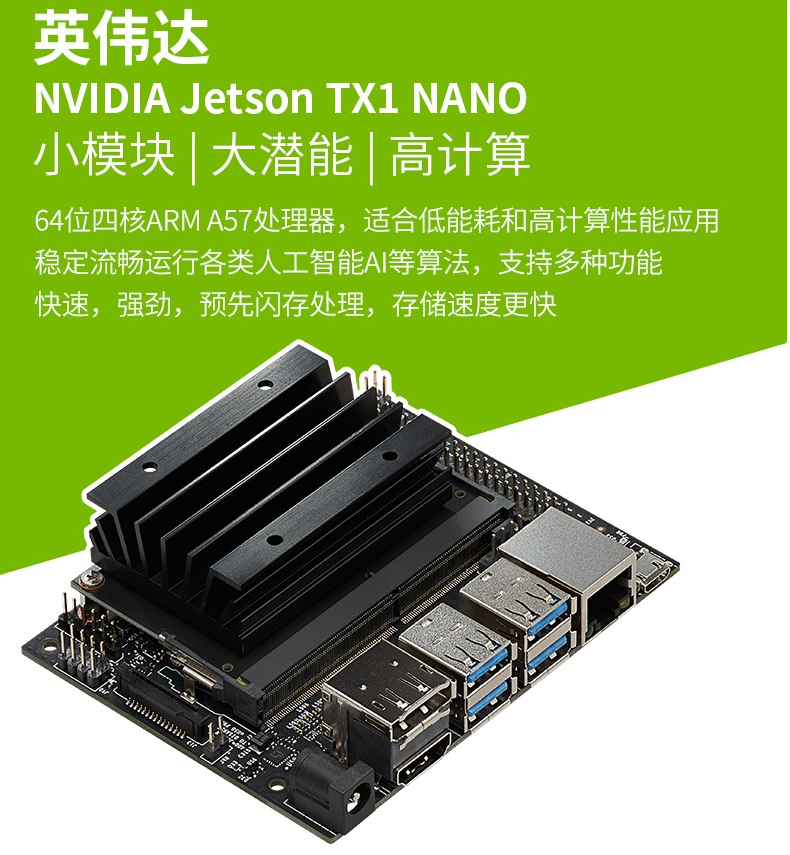 英伟达
NVIDIA Jetson TX1 NANO
小模块 | 大潜能 | 高计算
64位四核ARM A57处理器，适合低能耗和高计算性能应用
稳定流畅运行各类人工智能AI等算法，支持多种功能
快速，强劲，预先闪存处理，存储速度更快